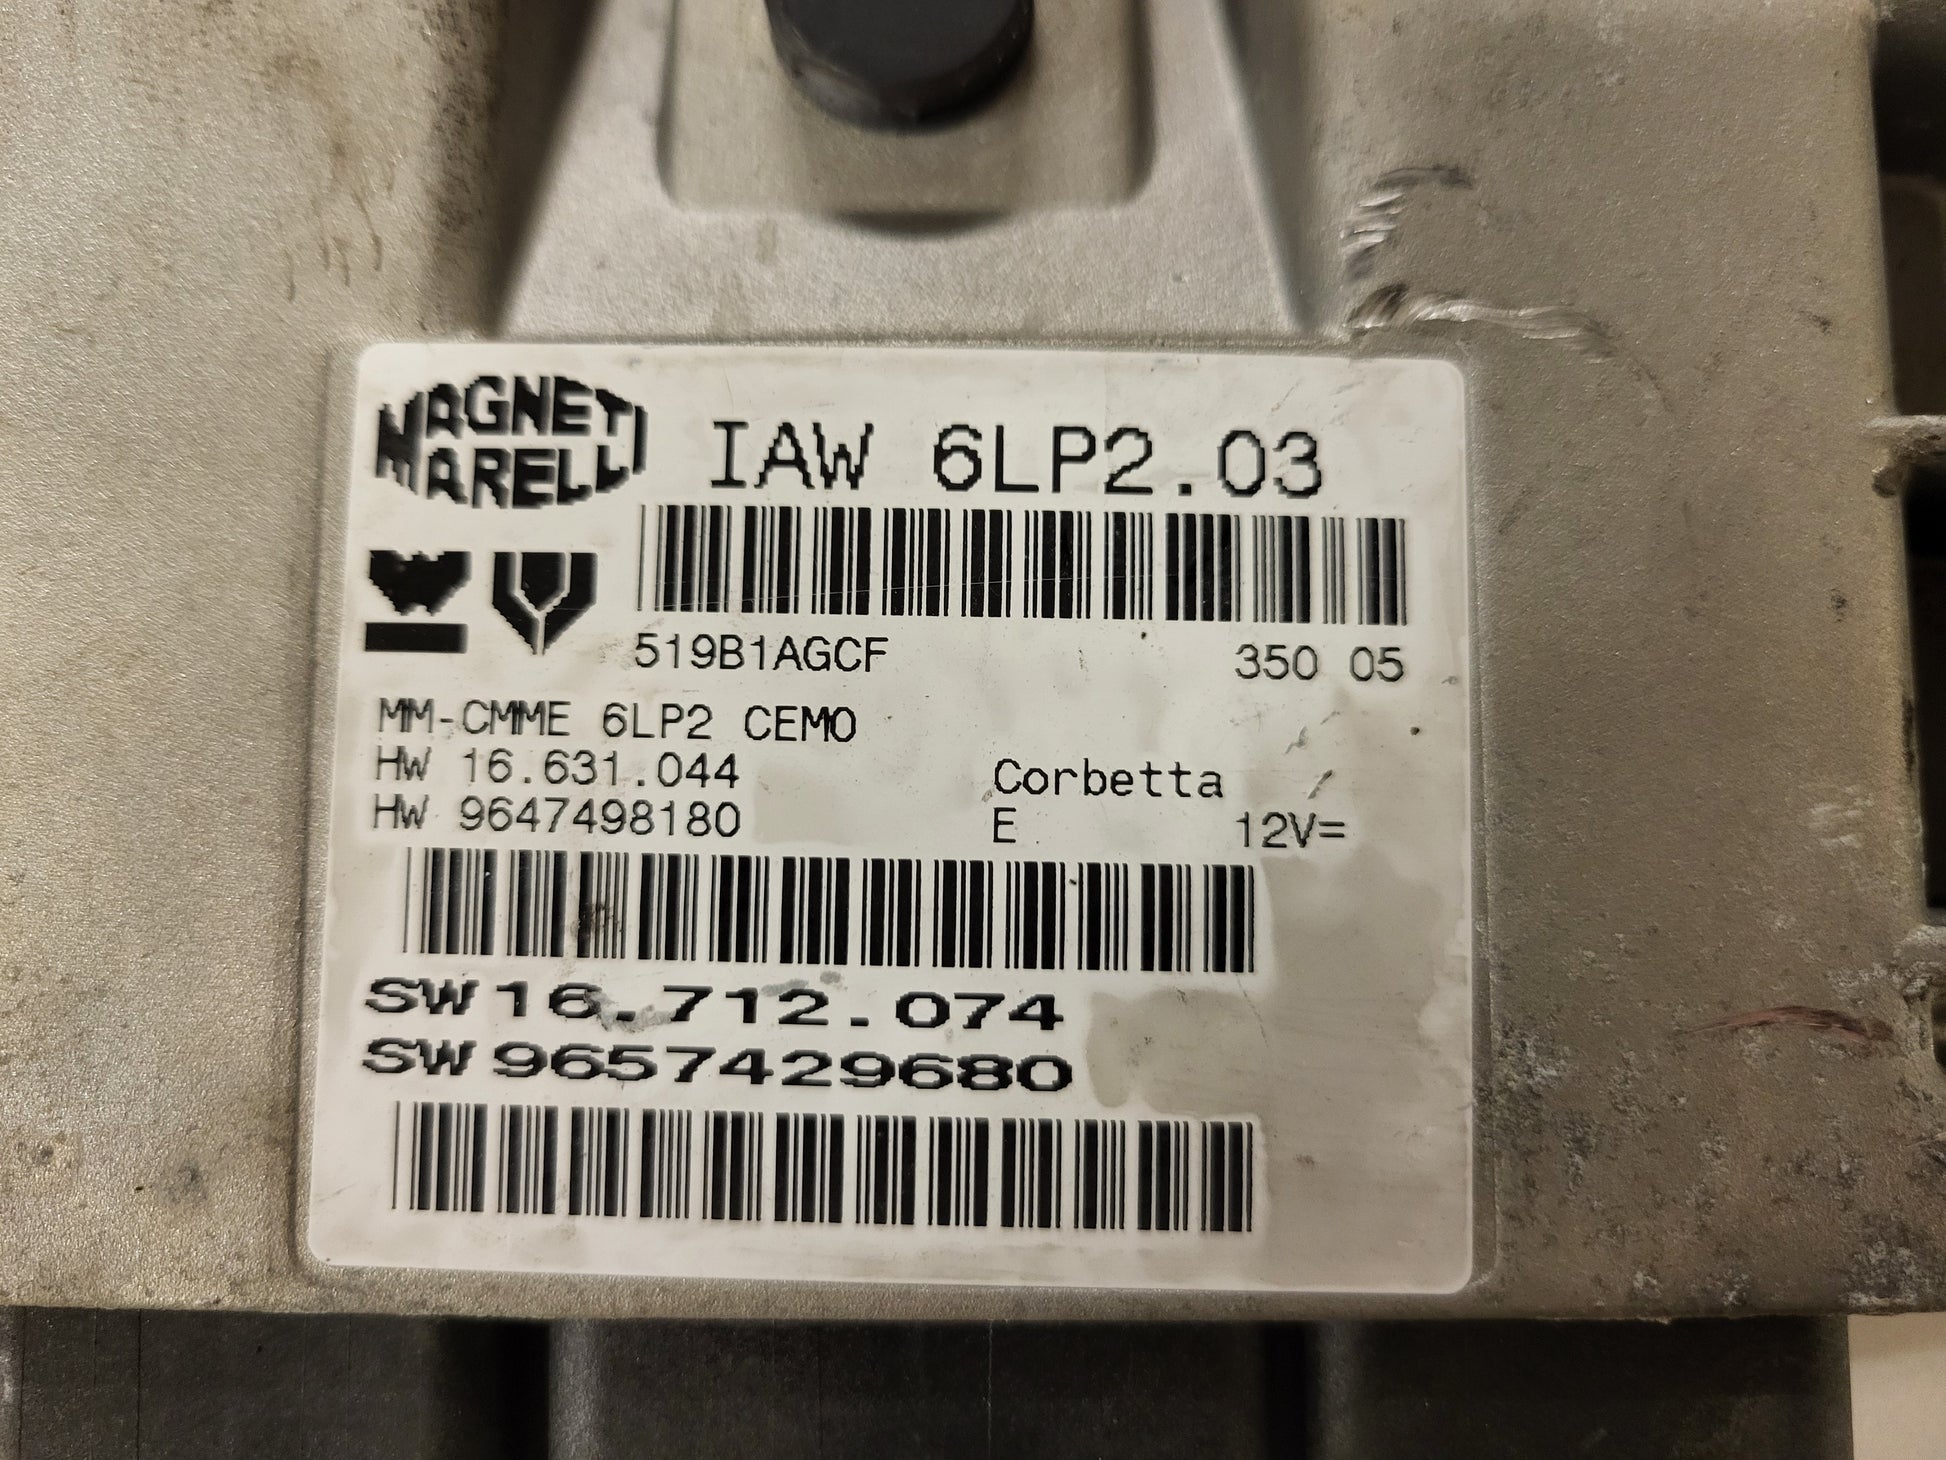 MAGNETI
MARELLI
IAW 6LP2.03
519B1AGCF 350 05
MM-CMME 6LP2 CEMO
HW 16.631.044 Corbetta
HW 9647498180 E 12V=
SW 16.712.074
SW 9657429680